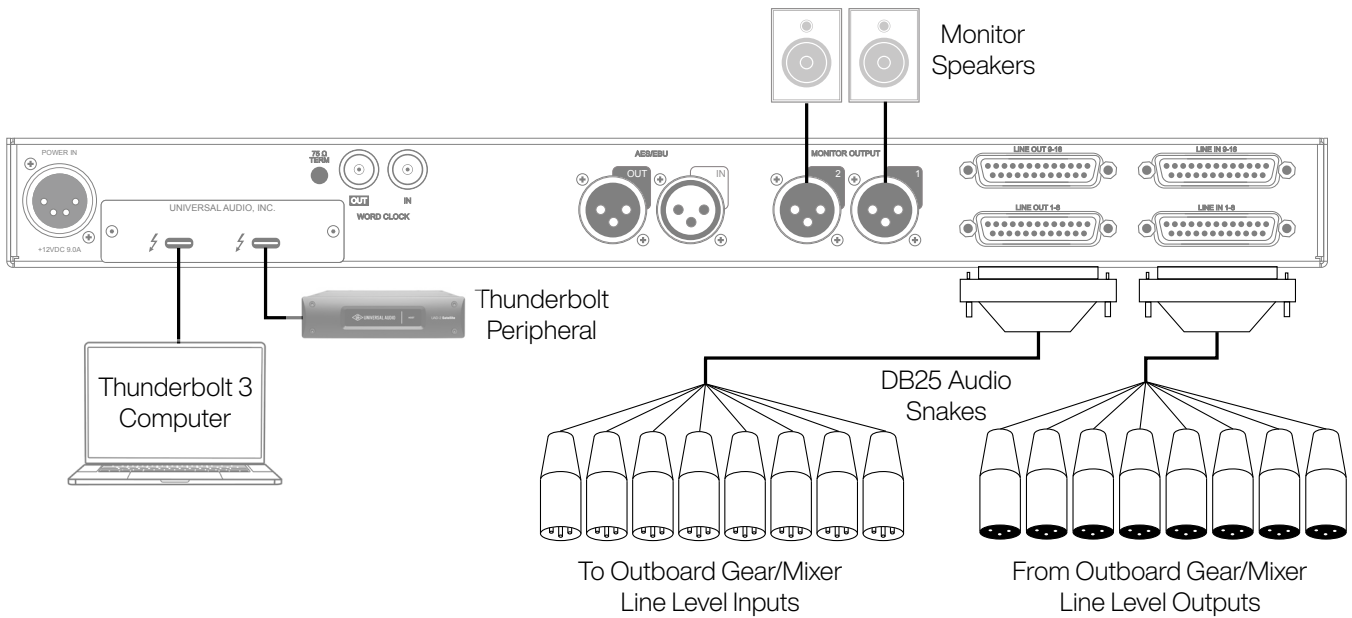 Monitor
Speakers
POWER IN
75 Ω
TERM
OUT
IN
WORD CLOCK
AES/EBU
OUT
IN
MONITOR OUTPUT
2
1
LINE OUT 9-16
LINE IN 9-16
LINE OUT 1-8
LINE IN 1-8
UNIVERSAL AUDIO, INC.
+12VDC 9.0A
UNIVERSAL AUDIO
Thunderbolt
Peripheral
Thunderbolt 3
Computer
DB25 Audio
Snakes
To Outboard Gear/Mixer
Line Level Inputs
From Outboard Gear/Mixer
Line Level Outputs